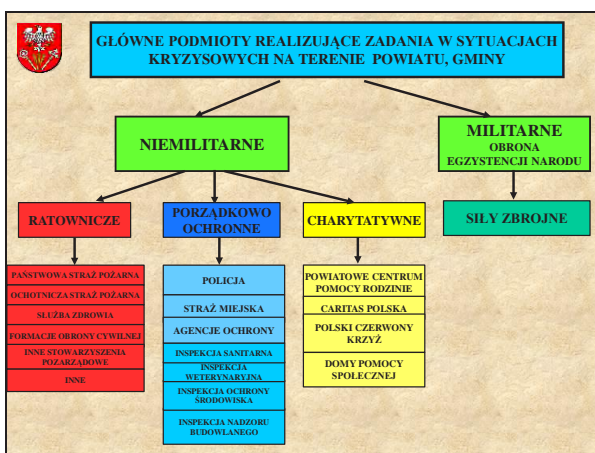 GŁÓWNE PODMIOTY REALIZUJĄCE ZADANIA W SYTUACJACH
KRYZYSOWYCH NA TERENIE POWIATU, GMINY
NIEMILITARNE
MILITARNE
OBRONA
EGZYSTENCJI NARODU
RATOWNICZE
PORZĄDKOWO
OCHRONNE
CHARYTATYWNE
SIŁY ZBROJNE
PAŃSTWOWA STRAŻ POŻARNA
OCHOTNICZA STRAŻ POŻARNA
SŁUŻBA ZDROWIA
FORMACJE OBRONY CYWILNEJ
INNE STOWARZYSZENIA
POZARZĄDOWE
INNE
POLICJA
STRAŻ MIEJSKA
AGENCJE OCHRONY
INSPEKCJA SANITARNA
INSPEKCJA
WETERYNARYJNA
INSPEKCJA OCHRONY
ŚRODOWISKA
INSPEKCJA NADZORU
BUDOWLANEGO
POWIATOWE CENTRUM
POMOCY RODZINIE
CARITAS POLSKA
POLSKI CZERWONY
KRZYŻ
DOMY POMOCY
SPOŁECZNEJ